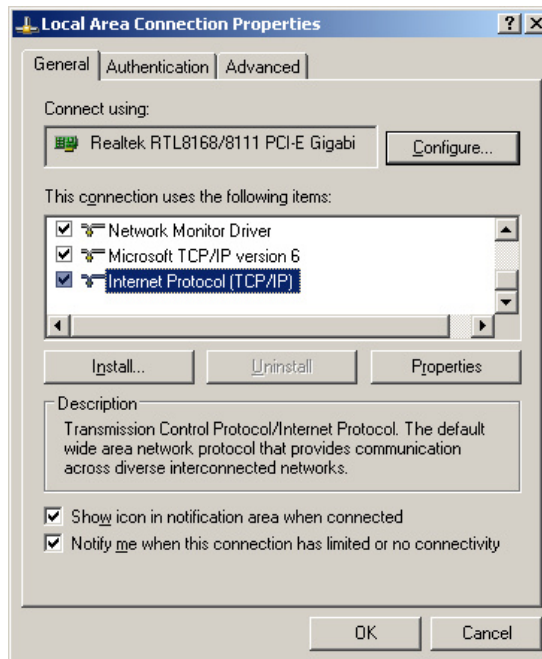 Local Area Connection Properties
General Authentication Advanced
Connect using:
Realtek RTL8168/8111 PCI-E Gigabi Configure...
This connection uses the following items:
Network Monitor Driver
Microsoft TCP/IP version 6
Internet Protocol (TCP/IP)
Install... Uninstall Properties
Description
Transmission Control Protocol/Internet Protocol. The default
wide area network protocol that provides communication
across diverse interconnected networks.
Show icon in notification area when connected
Notify me when this connection has limited or no connectivity
OK Cancel